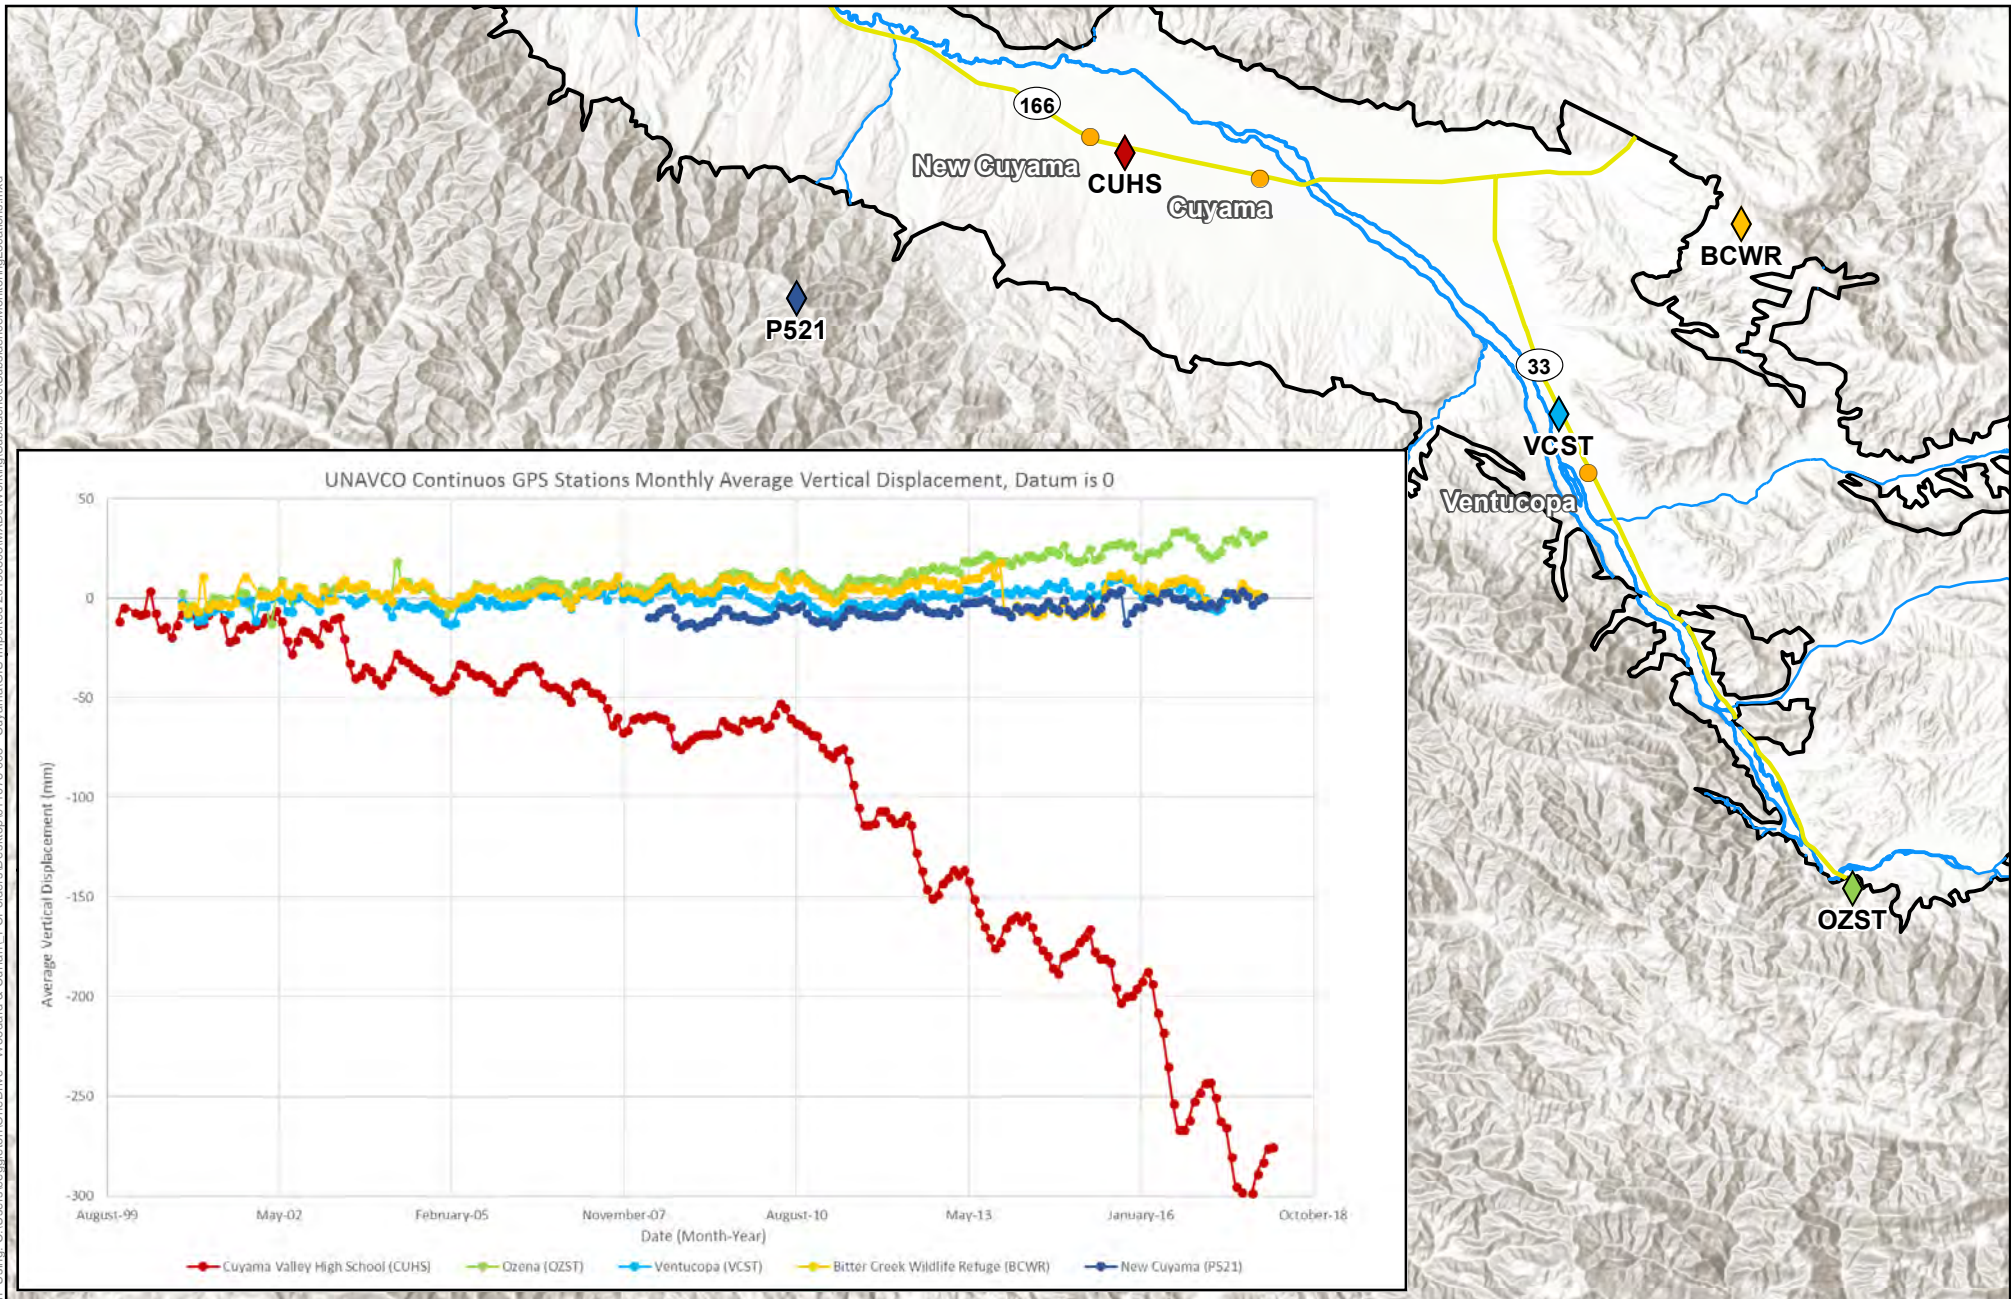 166
New Cuyama
CUHS
Cuyama
BCWR
P521
33
VCST
Ventucopa
OZST
UNAVCO Continuos GPS Stations Monthly Average Vertical Displacement, Datum is 0
Average Vertical Displacement (mm)
50
0
-50
-100
-150
-200
-250
-300
August-99 May-02 February-05 November-07 August-10 May-13 January-16 October-18
Date (Month-Year)
Cuyama Valley High School (CUHS) Ozena (OZST) Ventucopa (VCST) Bitter Creek Wildlife Refuge (BCWR) New Cuyama (P521)